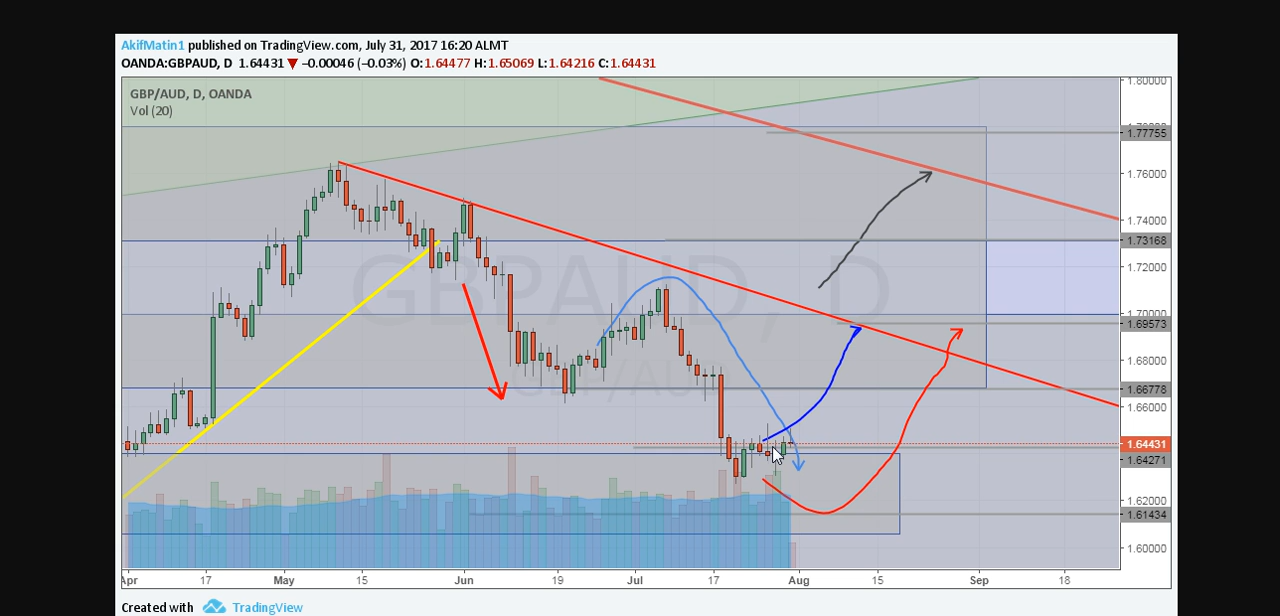 AkifMatin1 published on TradingView.com, July 31, 2017 16:20 ALMT
OANDA:GBPAUD, D 1.64431 ▼ −0.00046 (−0.03%) O:1.64477 H:1.65069 L:1.64216 C:1.64431
GBP/AUD, D, OANDA
Vol (20)
GBPAUD, D
GBP/AUD
1.80000
1.77755
1.76000
1.74000
1.73168
1.72000
1.70000
1.69573
1.68000
1.66778
1.66000
1.64431
1.64271
1.62000
1.61434
1.60000
Apr 17 May 15 Jun 19 Jul 17 Aug 15 Sep 18
Created with TradingView